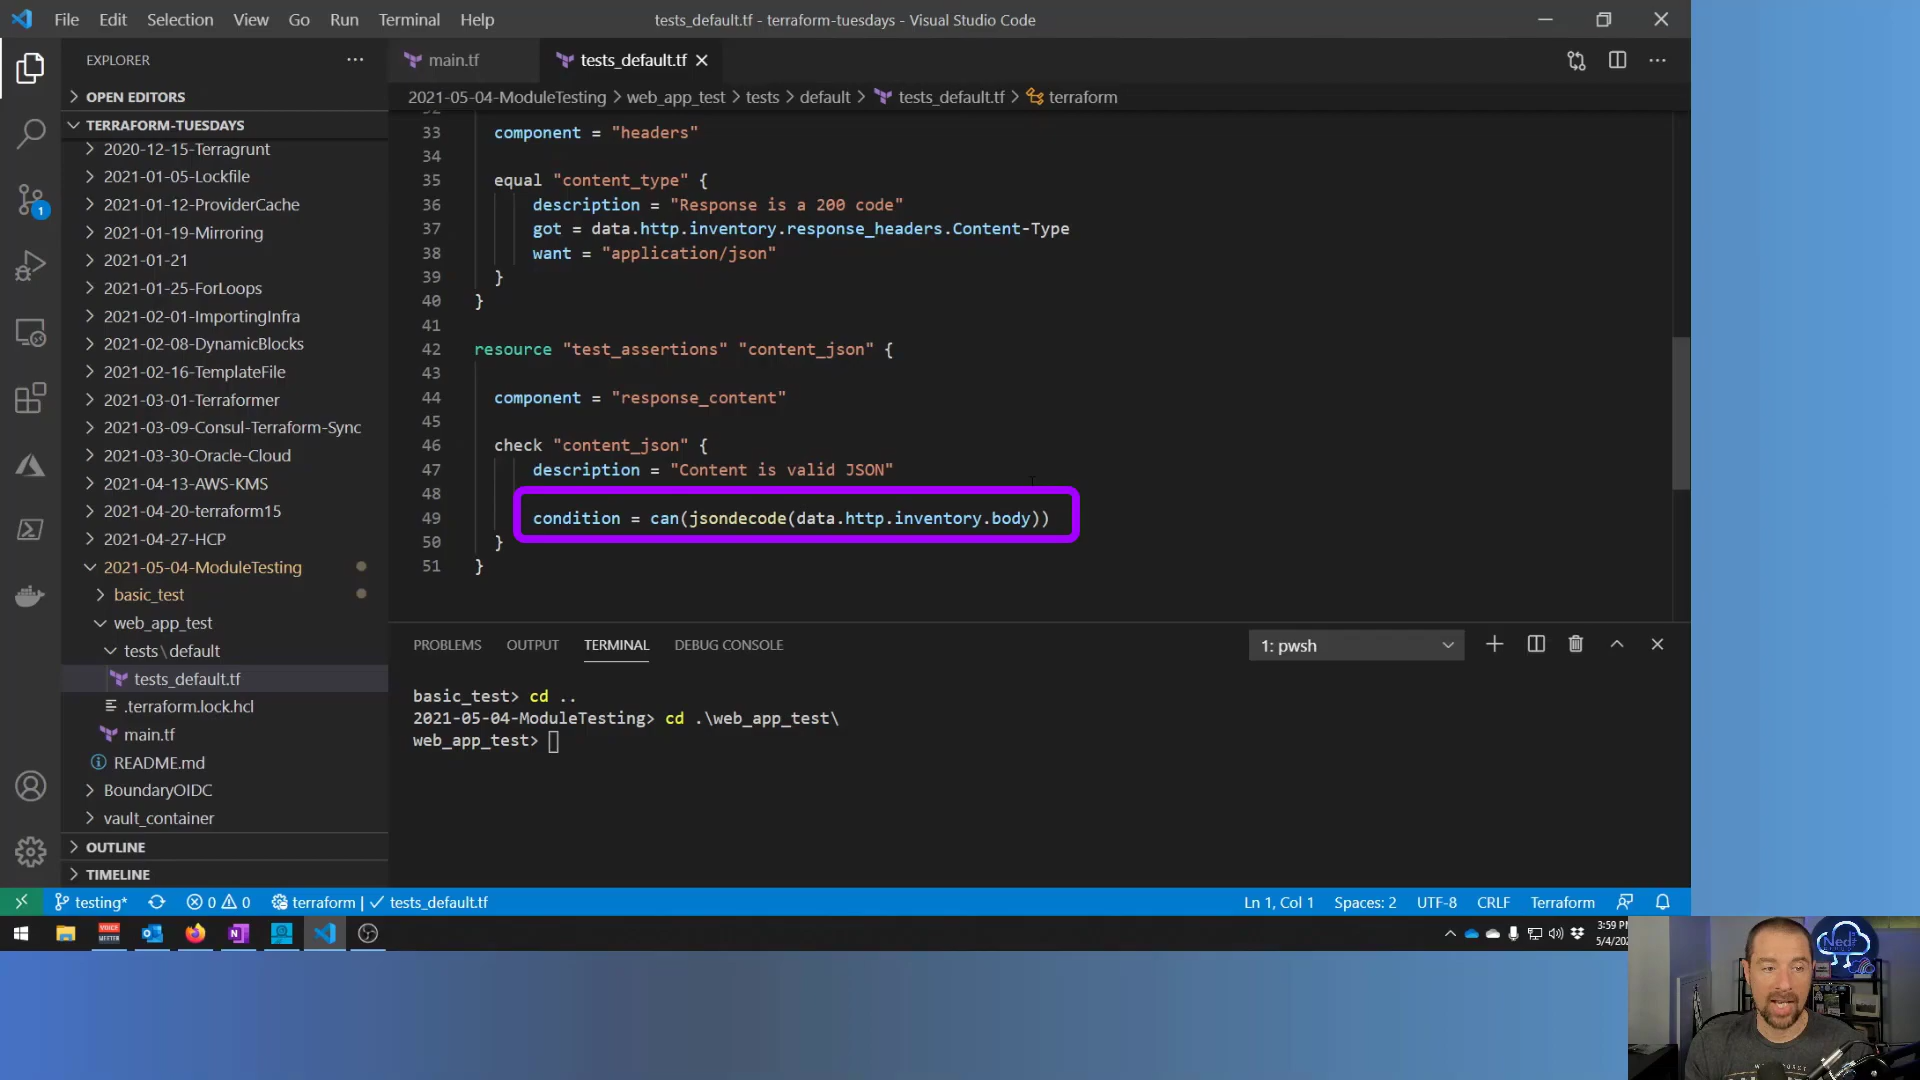 File Edit Selection View Go Run Terminal Help
tests_default.tf - terraform-tuesdays - Visual Studio Code
EXPLORER
main.tf
tests_default.tf
2021-05-04-ModuleTesting > web_app_test > tests > default > tests_default.tf > terraform
OPEN EDITORS
TERRAFORM-TUESDAYS
2020-12-15-Terragrunt
2021-01-05-Lockfile
2021-01-12-ProviderCache
2021-01-19-Mirroring
2021-01-21
2021-01-25-ForLoops
2021-02-01-ImportingInfra
2021-02-08-DynamicBlocks
2021-02-16-TemplateFile
2021-03-01-Terraformer
2021-03-09-Consul-Terraform-Sync
2021-03-30-Oracle-Cloud
2021-04-13-AWS-KMS
2021-04-20-terraform15
2021-04-27-HCP
2021-05-04-ModuleTesting
basic_test
web_app_test
tests\default
tests_default.tf
.terraform.lock.hcl
main.tf
README.md
BoundaryOIDC
vault_container
OUTLINE
TIMELINE
1
33 component = "headers"
34
35 equal "content_type" {
36 description = "Response is a 200 code"
37 got = data.http.inventory.response_headers.Content-Type
38 want = "application/json"
39 }
40 }
41
42 resource "test_assertions" "content_json" {
43
44 component = "response_content"
45
46 check "content_json" {
47 description = "Content is valid JSON"
48
49 condition = can(jsondecode(data.http.inventory.body))
50 }
51 }
PROBLEMS OUTPUT TERMINAL DEBUG CONSOLE
1: pwsh
basic_test> cd ..
2021-05-04-ModuleTesting> cd .\web_app_test\
web_app_test>
testing* 0 0 terraform | tests_default.tf
Ln 1, Col 1 Spaces: 2 UTF-8 CRLF Terraform
3:59
Ned